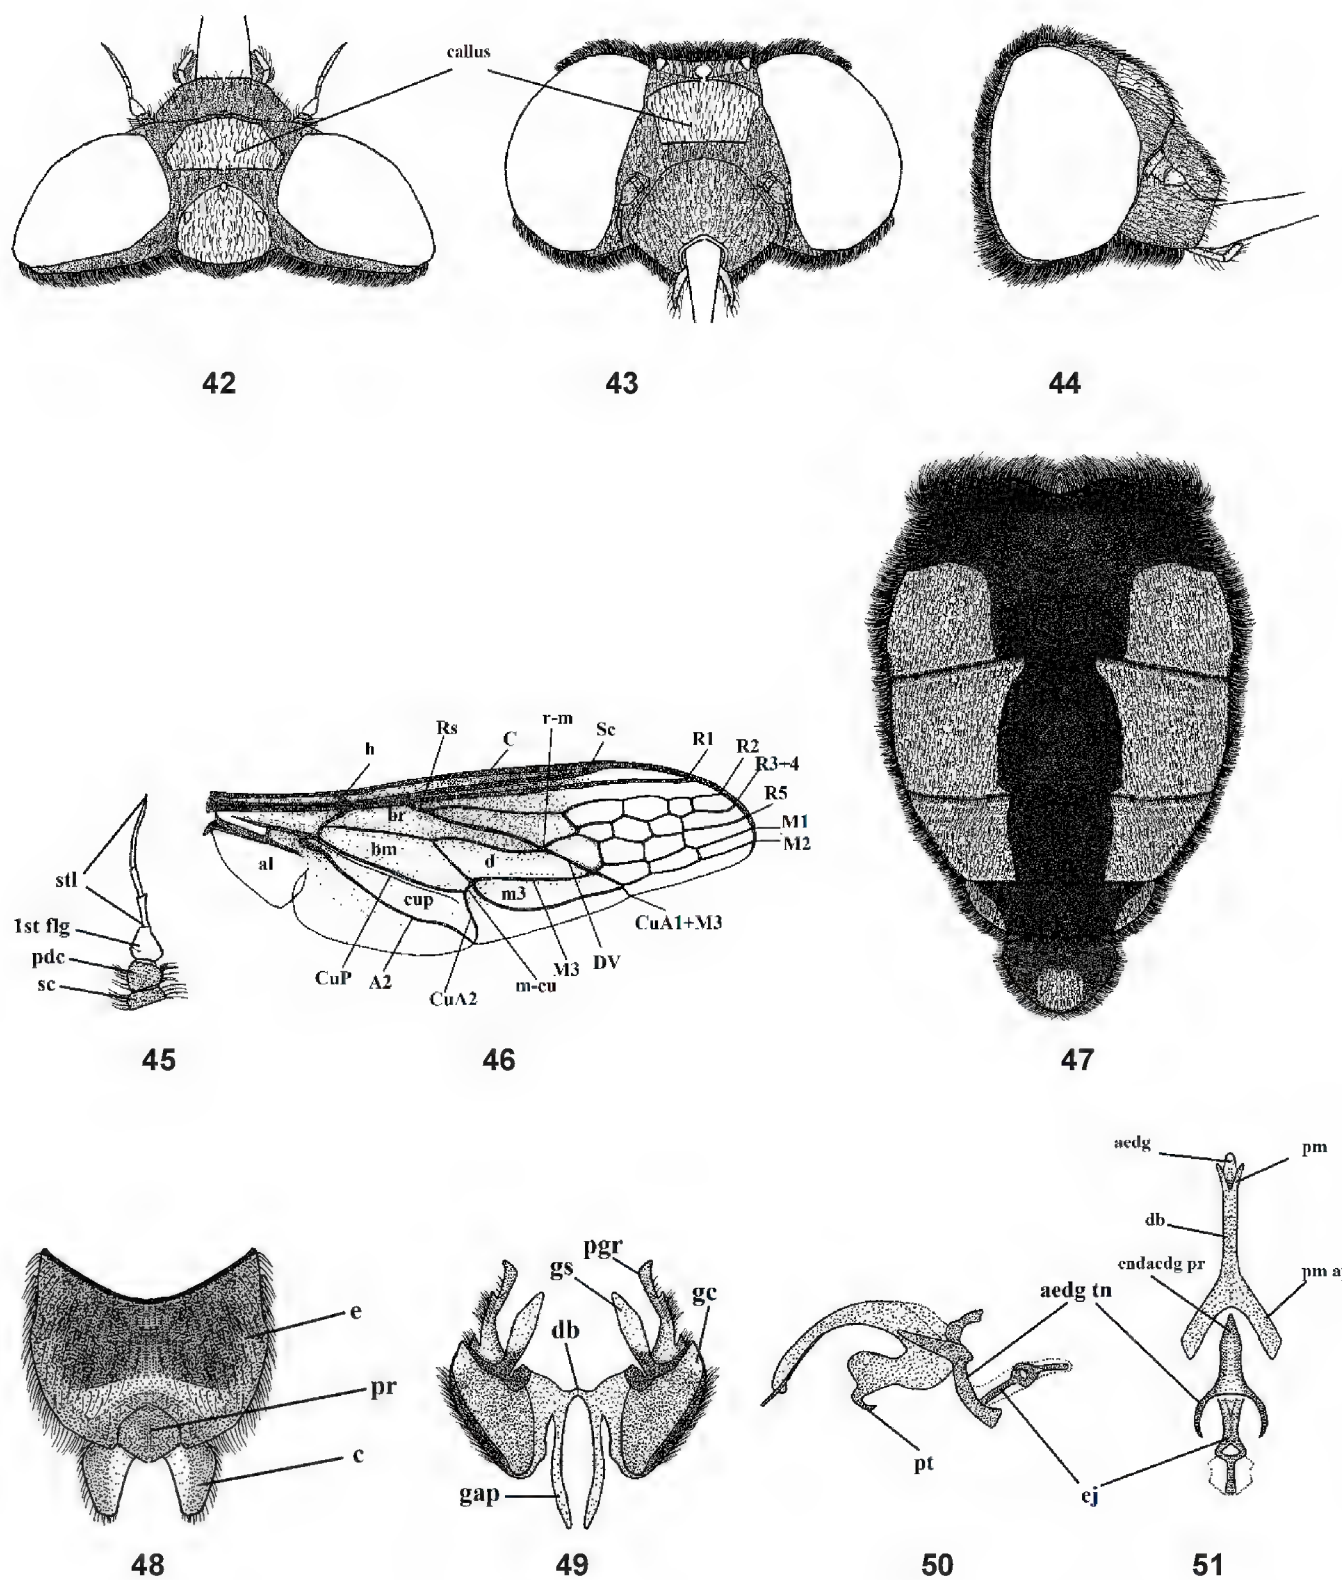 callus
42
43
44
h
Rs
C
r-m
Sc
R1
R2
R3+4
R5
M1
M2
br
bm
al
d
m3
cup
CuA1+M3
CuP
A2
CuA2
m-cu
M3
DV
stl
1st flg
pdc
sc
45
46
47
aedg
pm
db
cndacdg pr
pm a
aedg tn
e
pr
c
pgr
gs
gc
db
gap
pt
ej
48
49
50
51